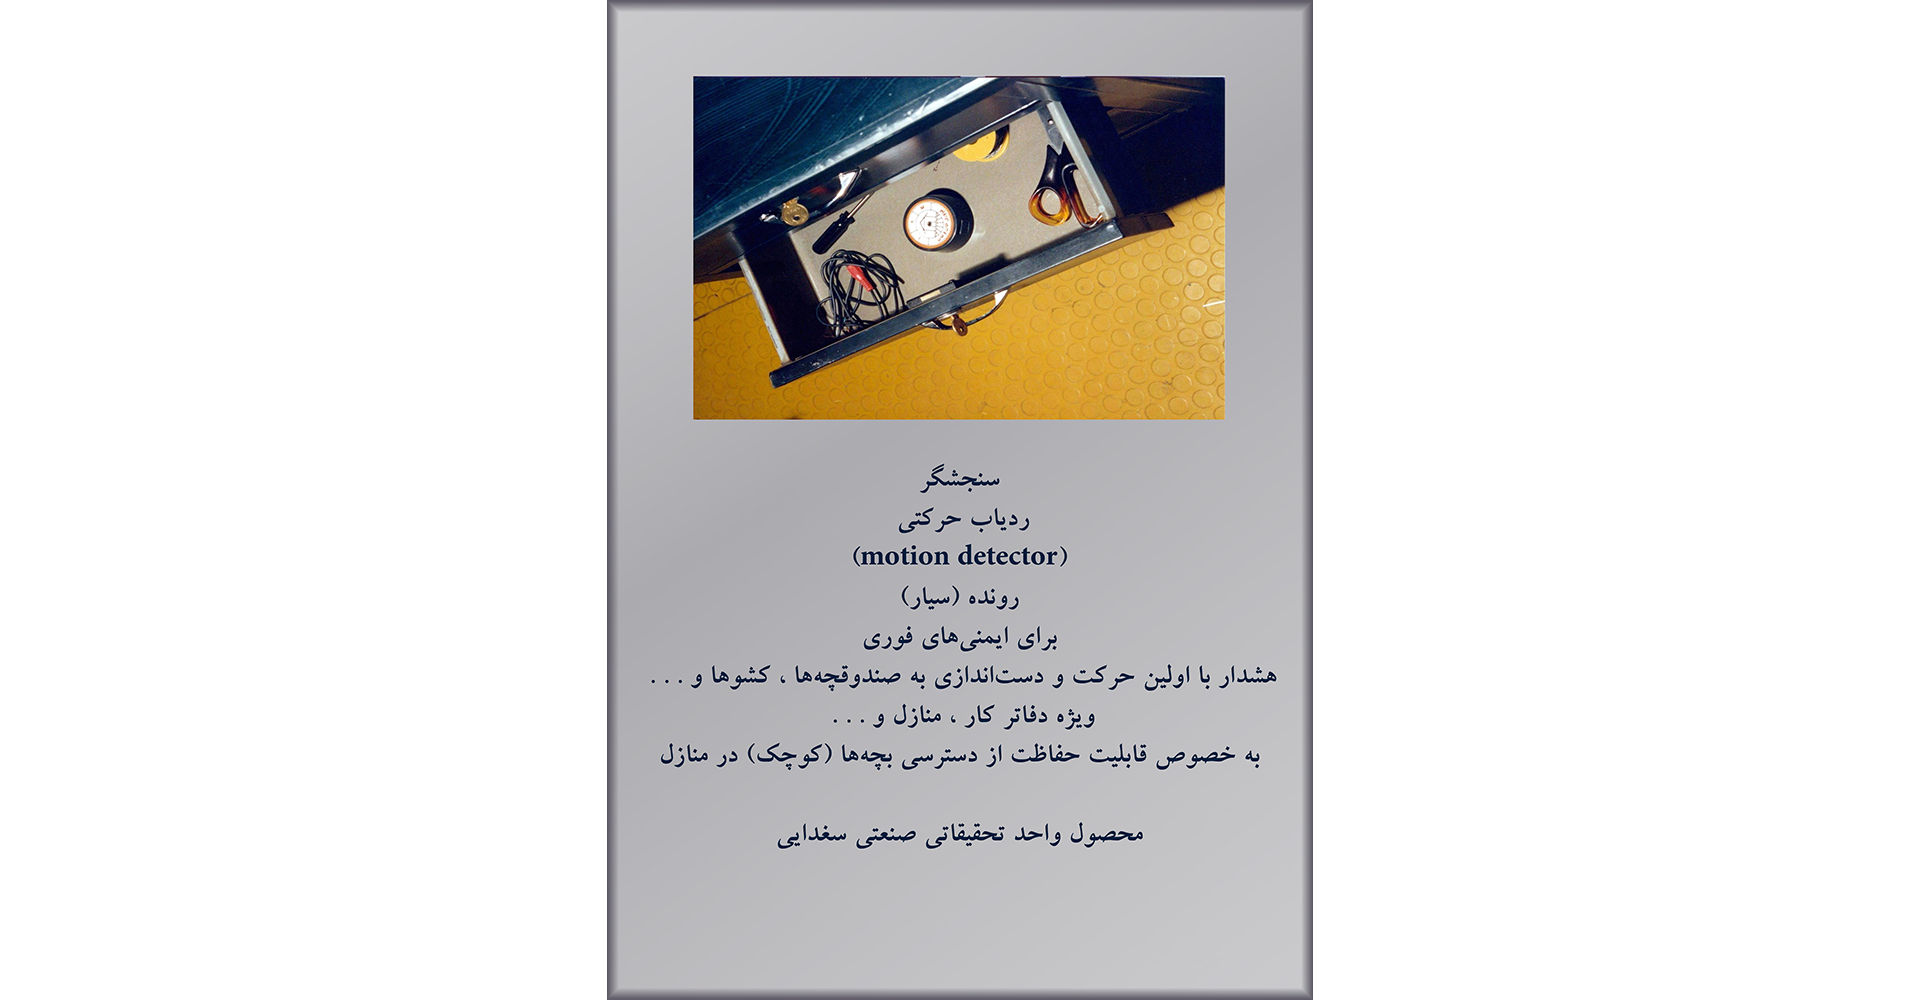 سنجشگر
ردیاب حرکتی
(motion detector)
رونده (سیار)
برای ایمنی‌های فوری
هشدار با اولین حرکت و دست‌اندازی به صندوقچه‌ها ، کشوها و . . .
ویژه دفاتر کار ، منازل و . . .
به خصوص قابلیت حفاظت از دسترسی بچه‌ها (کوچک) در منازل
محصول واحد تحقیقاتی صنعتی سغدایی